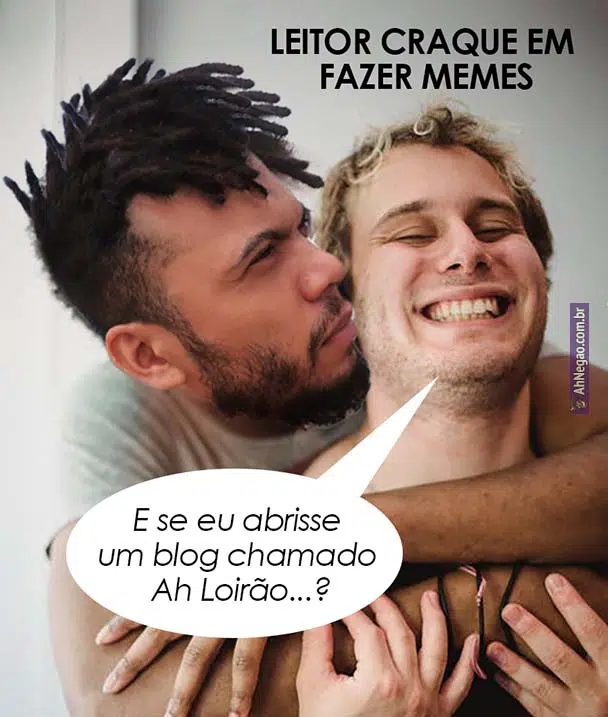 LEITOR CRAQUE EM
FAZER MEMES
AhNegao.com.br
E se eu abrisse
um blog chamado
Ah Loirão...?